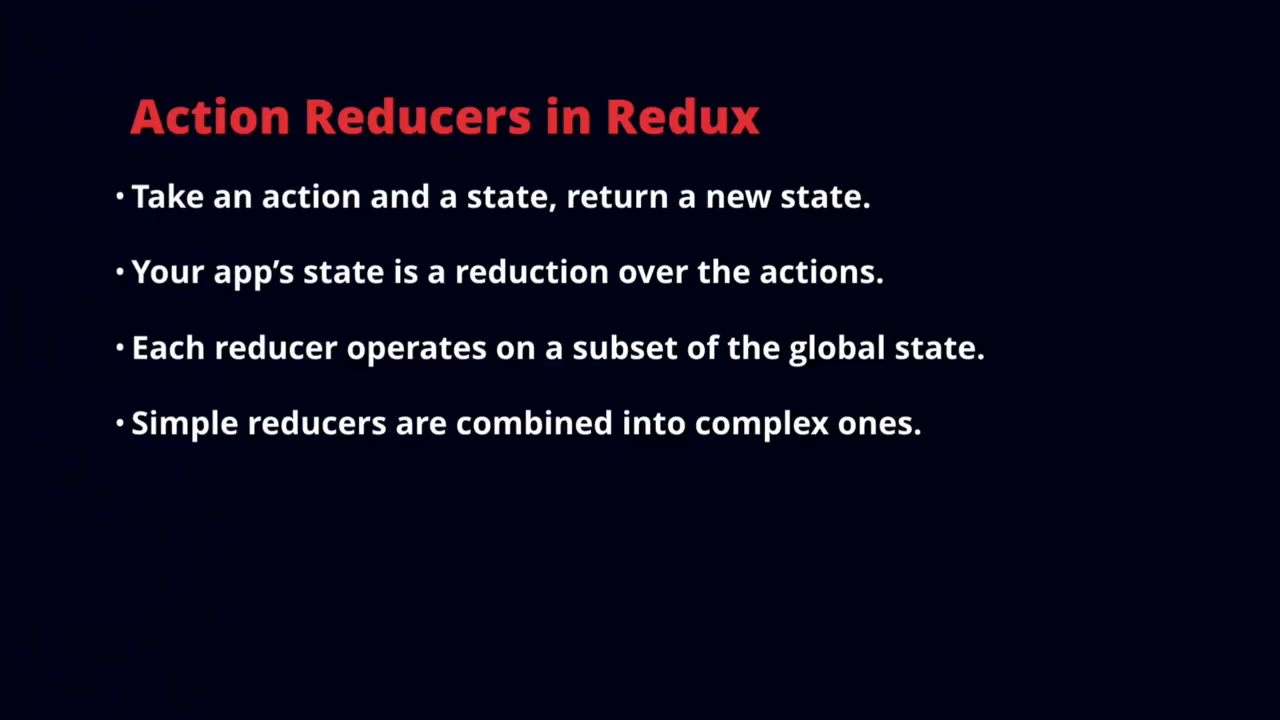 Action Reducers in Redux
• Take an action and a state, return a new state.
• Your app’s state is a reduction over the actions.
• Each reducer operates on a subset of the global state.
• Simple reducers are combined into complex ones.